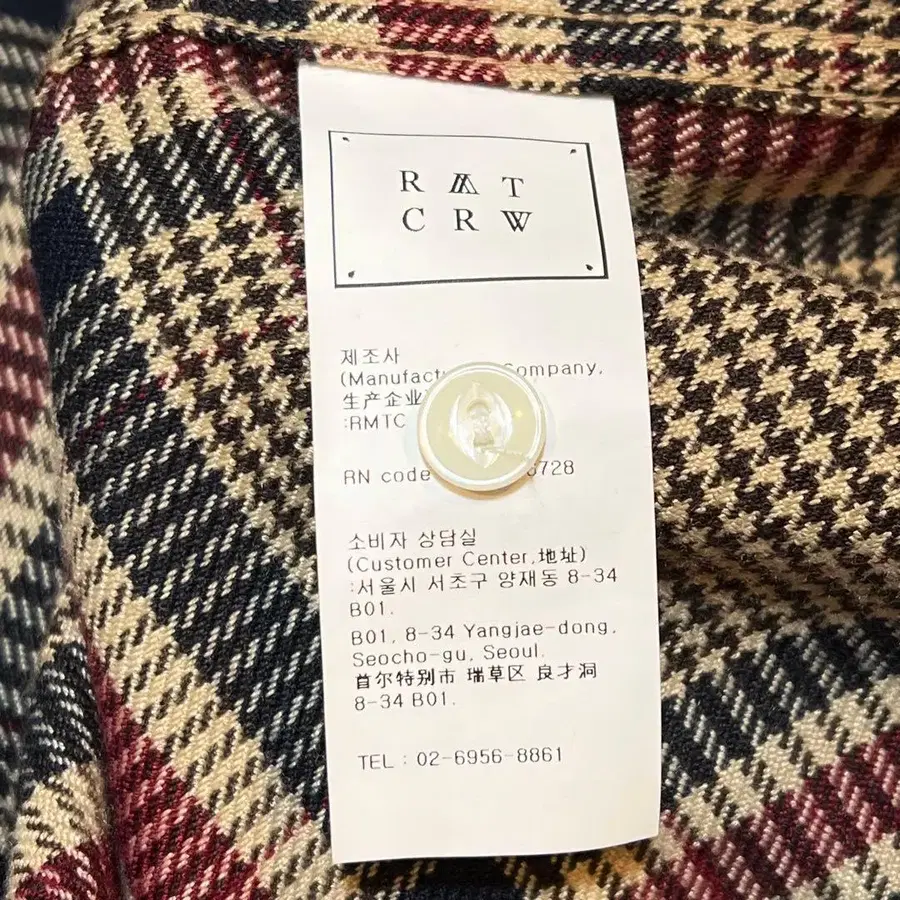 R M T
C R W
제조사
Company,
生产企业
:RMTC
RN code
소비자 상담실
(Customer Center,地址)
:서울시 서초구 양재동 8-34
B01.
B01, 8-34 Yangjae-dong,
Seocho-gu, Seoul.
首尔特别市 瑞草区 良才洞
8-34 B01.
TEL : 02-6956-8861